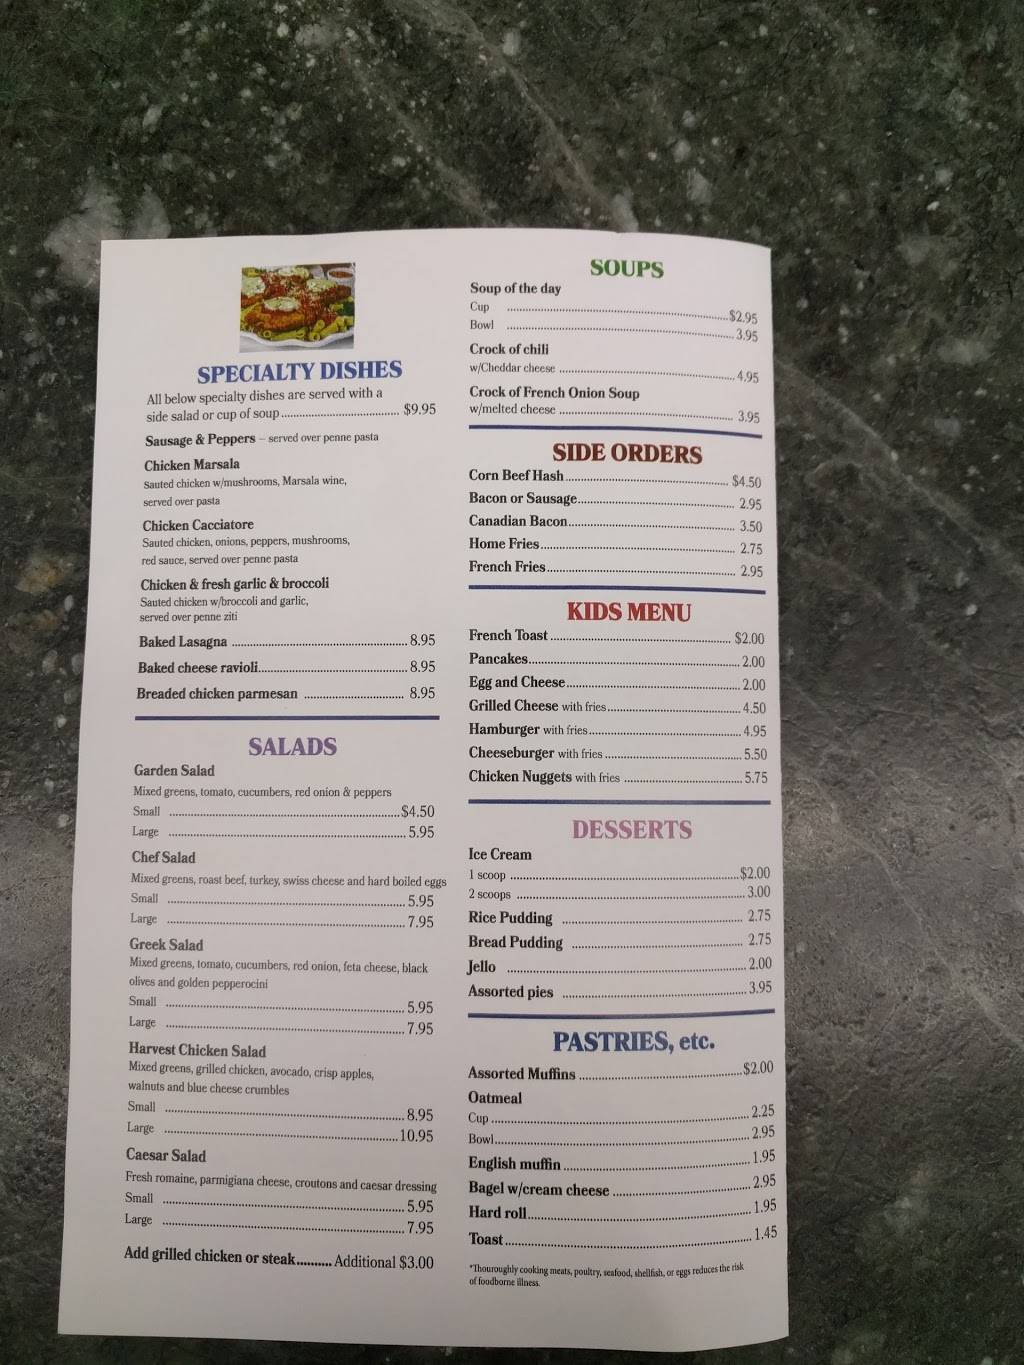 SPECIALTY DISHES
All below specialty dishes are served with a
side salad or cup of soup ................................. $9.95
Sausage & Peppers – served over penne pasta
Chicken Marsala
Sauted chicken w/mushrooms, Marsala wine,
served over pasta
Chicken Cacciatore
Sauted chicken, onions, peppers, mushrooms,
red sauce, served over penne pasta
Chicken & fresh garlic & broccoli
Sauted chicken w/broccoli and garlic,
served over penne ziti
Baked Lasagna ................................. 8.95
Baked cheese ravioli................................. 8.95
Breaded chicken parmesan ................................. 8.95
SALADS
Garden Salad
Mixed greens, tomato, cucumbers, red onion & peppers
Small ................................. $4.50
Large ................................. 5.95
Chef Salad
Mixed greens, roast beef, turkey, swiss cheese and hard boiled eggs
Small ................................. 5.95
Large ................................. 7.95
Greek Salad
Mixed greens, tomato, cucumbers, red onion, feta cheese, black
olives and golden pepperocini
Small ................................. 5.95
Large ................................. 7.95
Harvest Chicken Salad
Mixed greens, grilled chicken, avocado, crisp apples,
walnuts and blue cheese crumbles
Small ................................. 8.95
Large ................................. 10.95
Caesar Salad
Fresh romaine, parmigiana cheese, croutons and caesar dressing
Small ................................. 5.95
Large ................................. 7.95
Add grilled chicken or steak.......... Additional $3.00
SOUPS
Soup of the day
Cup ................................. $2.95
Bowl ................................. 3.95
Crock of chili
w/Cheddar cheese ................................. 4.95
Crock of French Onion Soup
w/melted cheese ................................. 3.95
SIDE ORDERS
Corn Beef Hash................................. $4.50
Bacon or Sausage................................. 2.95
Canadian Bacon................................. 3.50
Home Fries................................. 2.75
French Fries................................. 2.95
KIDS MENU
French Toast ................................. $2.00
Pancakes................................. 2.00
Egg and Cheese................................. 2.00
Grilled Cheese with fries................................. 4.50
Hamburger with fries................................. 4.95
Cheeseburger with fries ................................. 5.50
Chicken Nuggets with fries ................................. 5.75
DESSERTS
Ice Cream
1 scoop ................................. $2.00
2 scoops ................................. 3.00
Rice Pudding ................................. 2.75
Bread Pudding ................................. 2.75
Jello ................................. 2.00
Assorted pies ................................. 3.95
PASTRIES, etc.
Assorted Muffins ................................. $2.00
Oatmeal
Cup ................................. 2.25
Bowl................................. 2.95
English muffin ................................. 1.95
Bagel w/cream cheese ................................. 2.95
Hard roll................................. 1.95
Toast ................................. 1.45
*Thouroughly cooking meats, poultry, seafood, shellfish, or eggs reduces the risk
of foodborne illness.